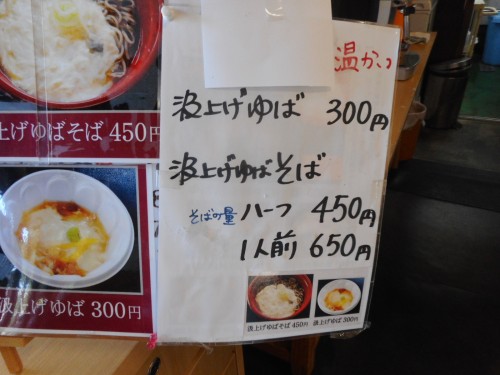 温かい
汲上げゆば 300円
汲上げゆばそば
そばの量 ハーフ 450円
1人前 650円
汲上げゆばそば 450円
汲上げゆば 300円
上げゆばそば 450円
汲上げゆば 300円